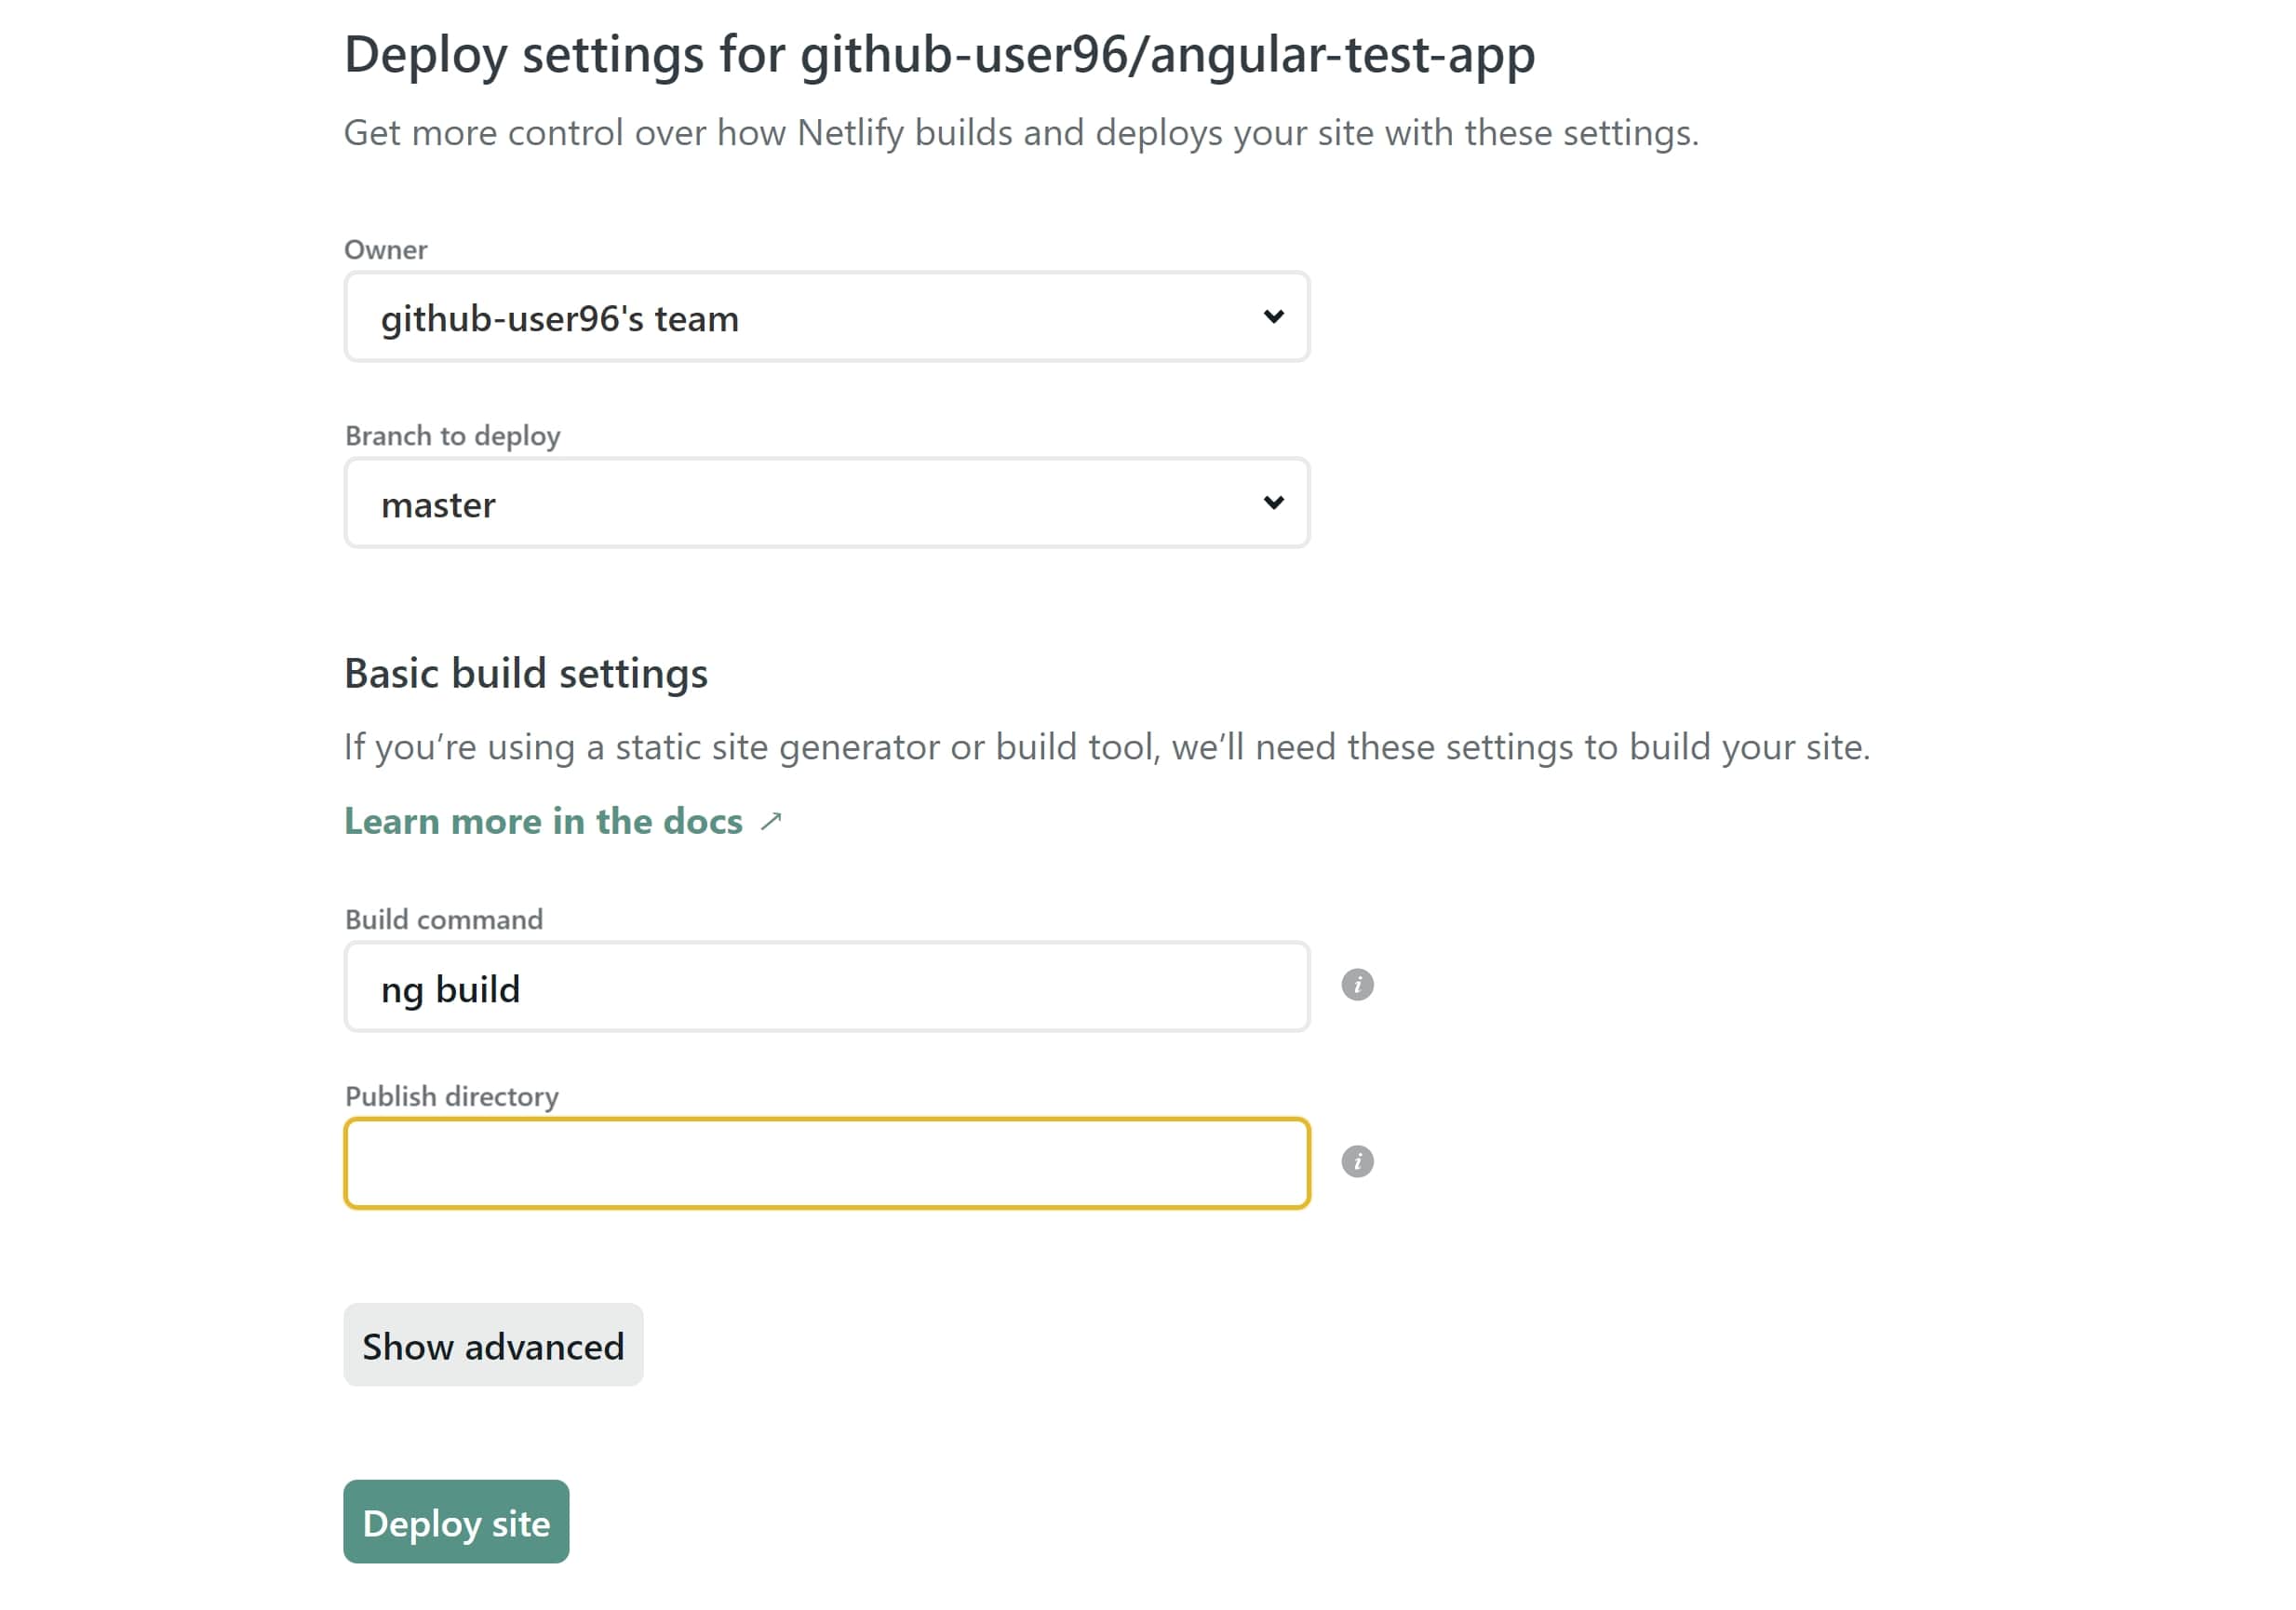 Deploy settings for github-user96/angular-test-app
Get more control over how Netlify builds and deploys your site with these settings.
Owner
github-user96's team
Branch to deploy
master
Basic build settings
If you’re using a static site generator or build tool, we’ll need these settings to build your site.
Learn more in the docs ↗
Build command
ng build
i
Publish directory
i
Show advanced
Deploy site